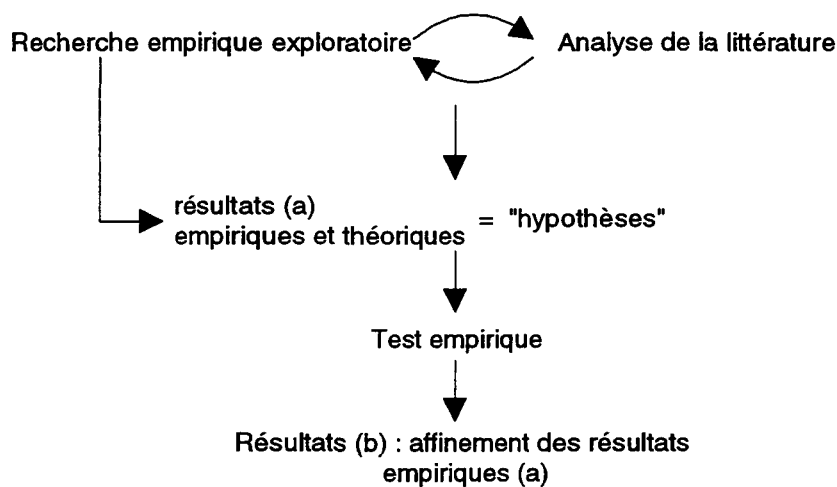 Recherche empirique exploratoire
Analyse de la littérature
résultats (a)
empiriques et théoriques = "hypothèses"
Test empirique
Résultats (b) : affinement des résultats
empiriques (a)